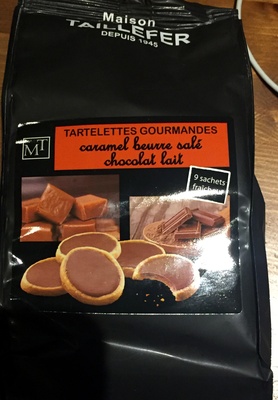 Maison
TAILLEFER
DEPUIS 1945
MT
TARTELETTES GOURMANDES
caramel beurre salé
chocolat lait
9 sachets